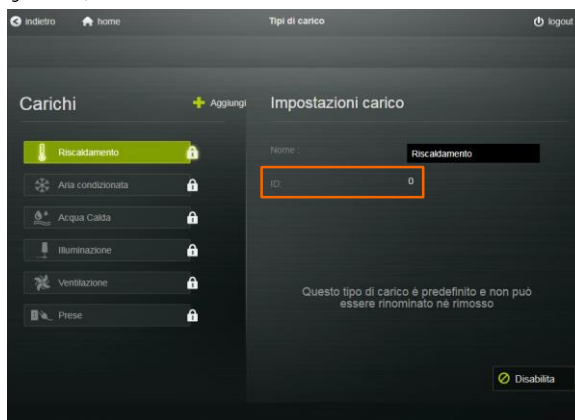 indietro home Tipi di carico logout
Carichi Aggiungi Impostazioni carico
Riscaldamento
Nome : Riscaldamento
Aria condizionata
ID: 0
Acqua Calda
Illuminazione
Ventilazione
Questo tipo di carico è predefinito e non può
essere rinominato né rimosso
Prese
Disabilita